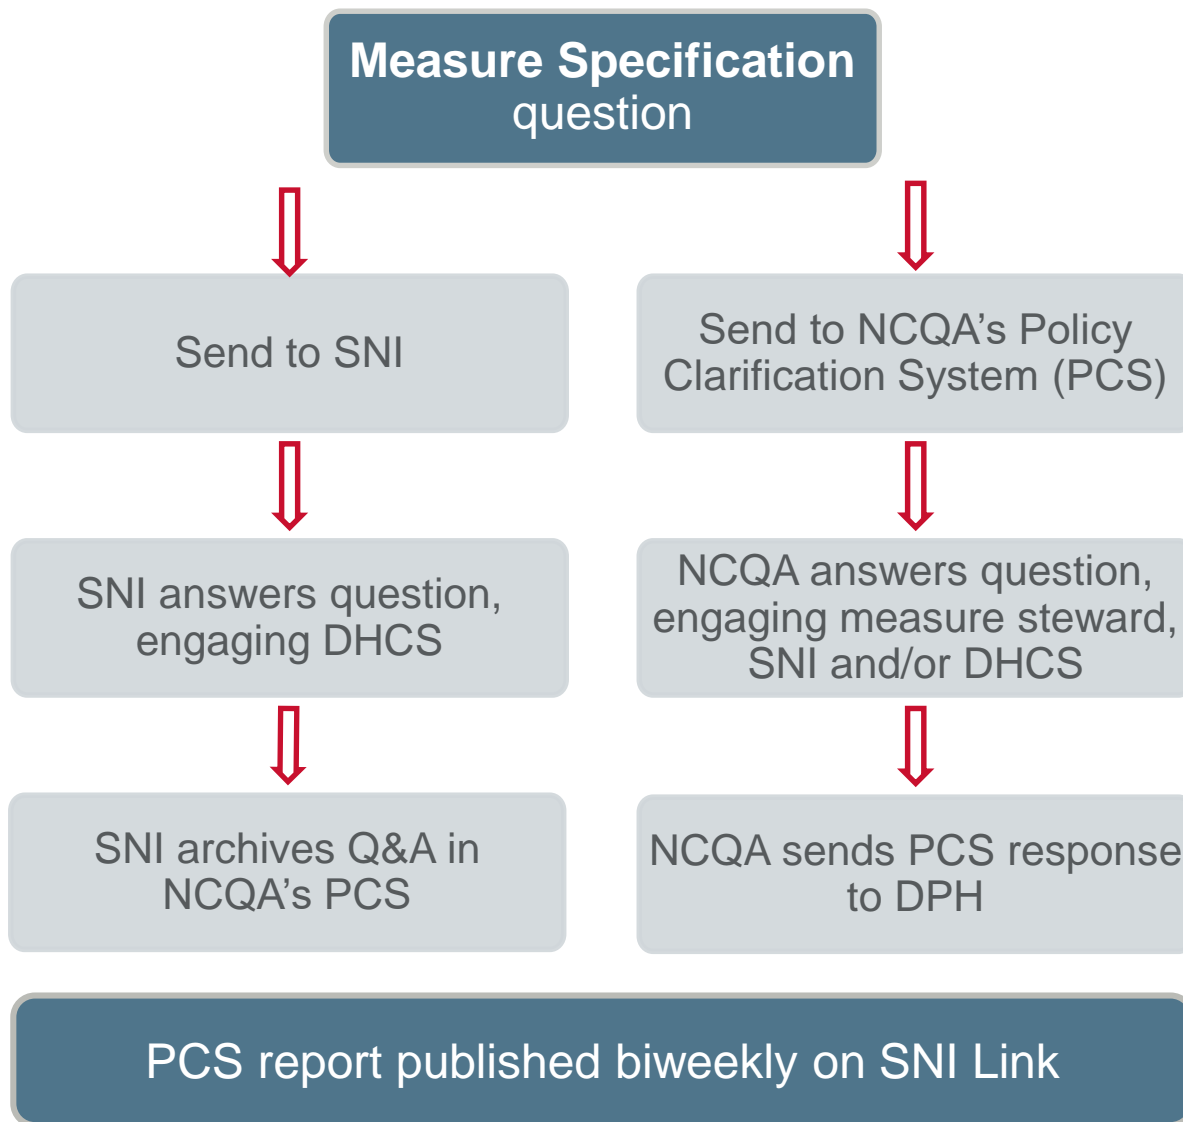 Measure Specification
question
Send to SNI
Send to NCQA’s Policy
Clarification System (PCS)
SNI answers question,
engaging DHCS
NCQA answers question,
engaging measure steward,
SNI and/or DHCS
SNI archives Q&A in
NCQA’s PCS
NCQA sends PCS response
to DPH
PCS report published biweekly on SNI Link